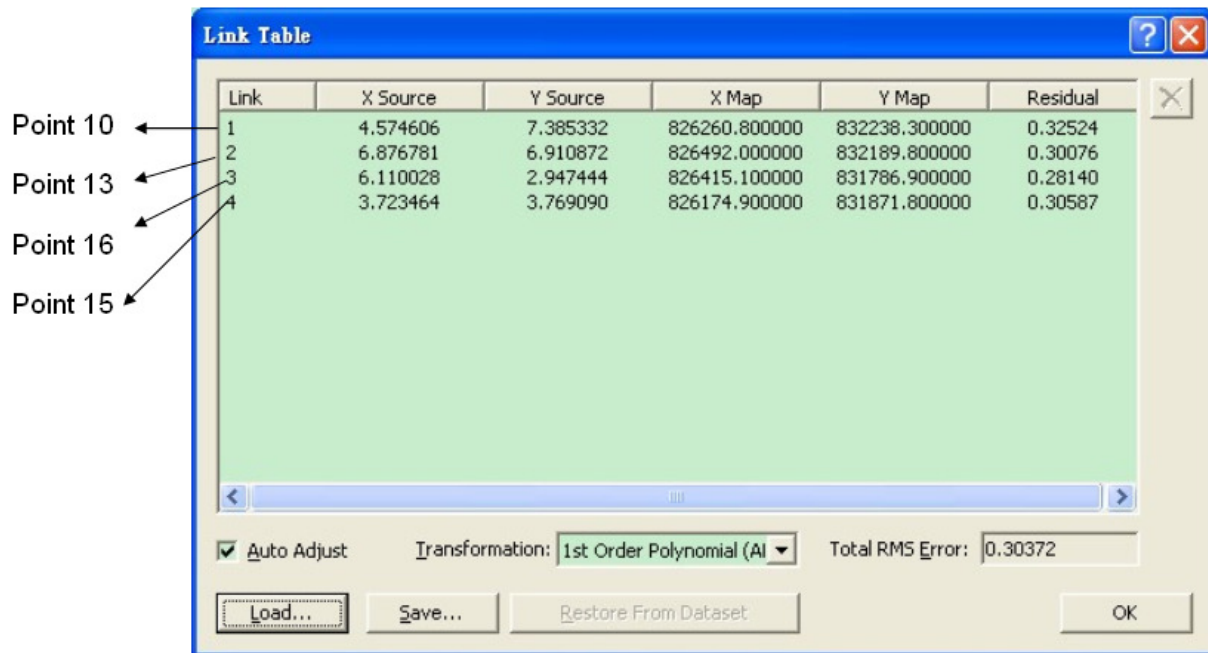 Link Table
Link X Source Y Source X Map Y Map Residual
Point 10 1 4.574606 7.385332 826260.800000 832238.300000 0.32524
2 6.876781 6.910872 826492.000000 832189.800000 0.30076
Point 13
3 6.110028 2.947444 826415.100000 831786.900000 0.28140
4 3.723464 3.769090 826174.900000 831871.800000 0.30587
Point 16
Point 15
Auto Adjust Transformation: 1st Order Polynomial (Al Total RMS Error: 0.30372
Load... Save... Restore From Dataset OK